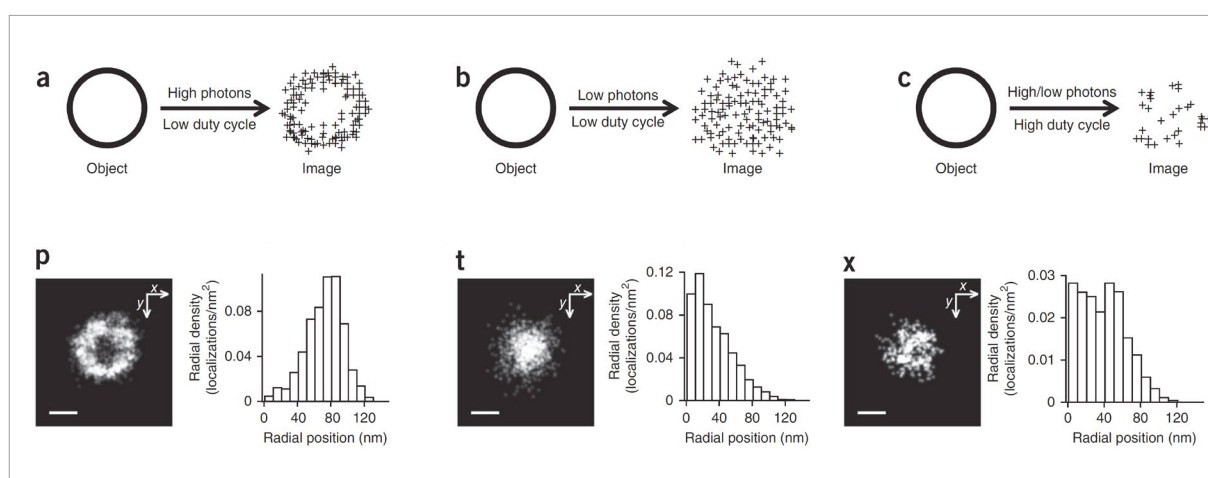 a
High photons
Low duty cycle
Object
Image
b
Low photons
Low duty cycle
Object
Image
c
High/low photons
High duty cycle
Object
Image
p
x
y
Radial density
(localizations/nm2)
0.08
0.04
0
0 40 80 120
Radial position (nm)
t
x
y
Radial density
(localizations/nm2)
0.12
0.08
0.04
0
0 40 80 120
Radial position (nm)
x
x
y
Radial density
(localizations/nm2)
0.03
0.02
0.01
0
0 40 80 120
Radial position (nm)